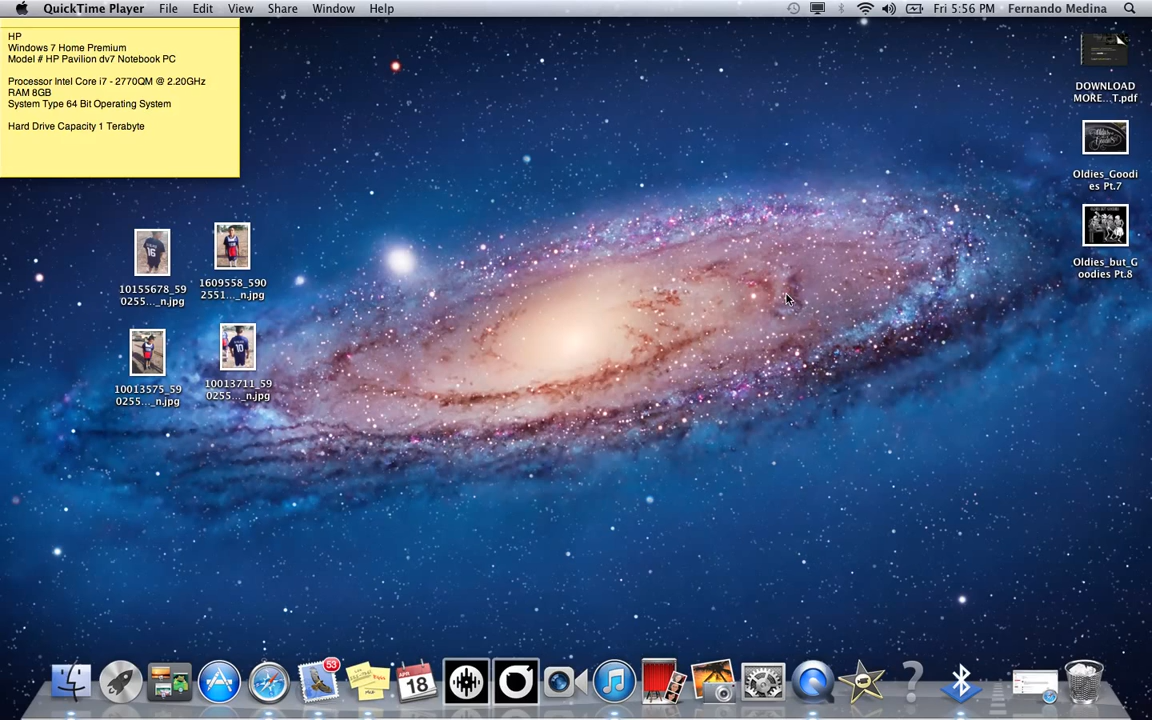 QuickTime Player File Edit View Share Window Help Fri 5:56 PM Fernando Medina
HP
Windows 7 Home Premium
Model # HP Pavilion dv7 Notebook PC
Processor Intel Core i7 - 2770QM @ 2.20GHz
RAM 8GB
System Type 64 Bit Operating System
Hard Drive Capacity 1 Terabyte
DOWNLOAD
MORE...T.pdf
Oldies_Goodi
es Pt.7
Oldies_but_G
oodies Pt.8
10155678_59
0255..._n.jpg
1609558_590
2551..._n.jpg
10013575_59
0255..._n.jpg
10013711_59
0255..._n.jpg
16
10
53
18
?